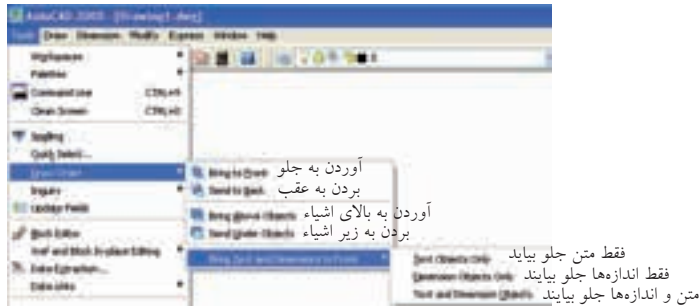 AutoCAD 2008 - [Drawing1.dwg]
Tools Draw Dimension Modify Express Window Help
Workspaces
Palettes
Command Line CTRL+9
Clean Screen CTRL+0
Spelling
Quick Select...
Draw Order
Inquiry
Update Fields
Block Editor
Xref and Block In-place Editing
Data Extraction...
Data Links
Bring to Front آوردن به جلو
Send to Back بردن به عقب
Bring Above Objects آوردن به بالای اشیاء
Send Under Objects بردن به زیر اشیاء
Bring Text and Dimensions to Front
Text Objects Only فقط متن جلو بیاید
Dimension Objects Only فقط اندازه‌ها جلو بیایند
Text and Dimension Objects متن و اندازه‌ها جلو بیایند